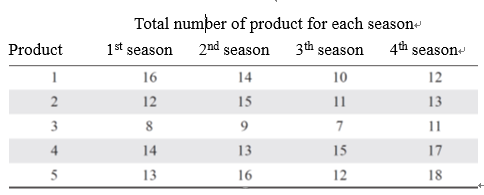 Total number of product for each season
Product 1st season 2nd season 3th season 4th season
1 16 14 10 12
2 12 15 11 13
3 8 9 7 11
4 14 13 15 17
5 13 16 12 18